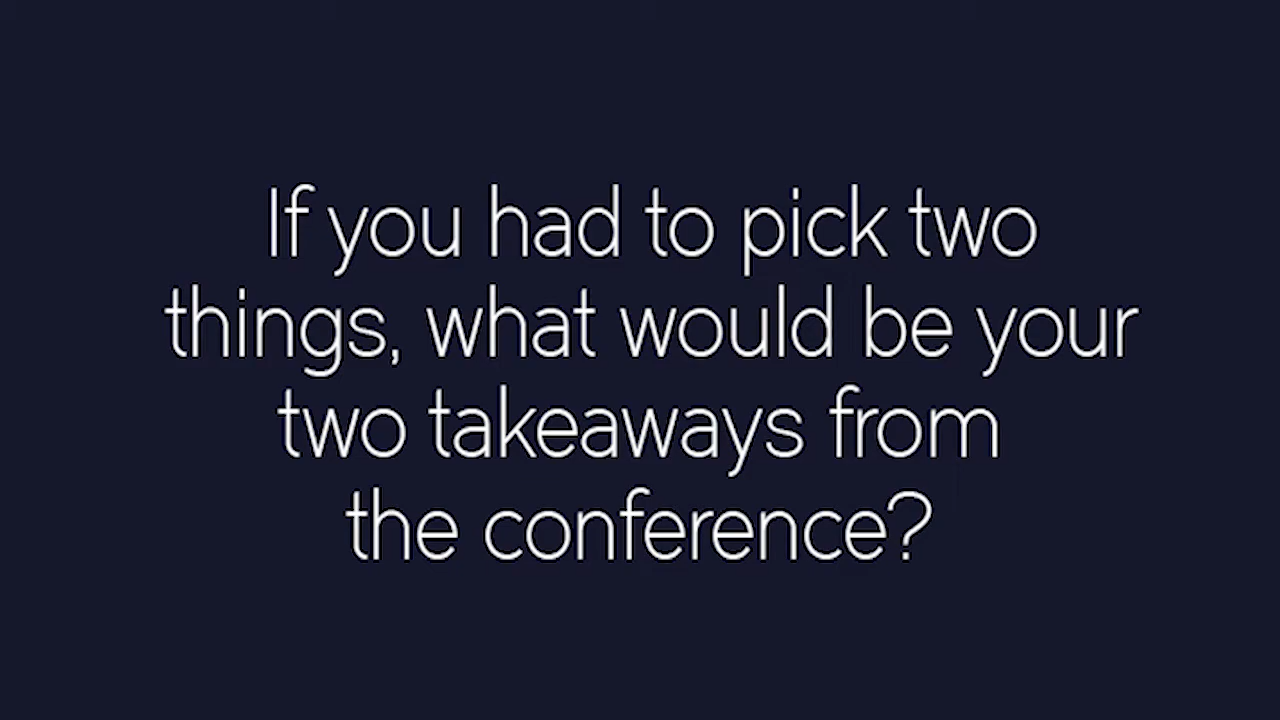 If you had to pick two
things, what would be your
two takeaways from
the conference?